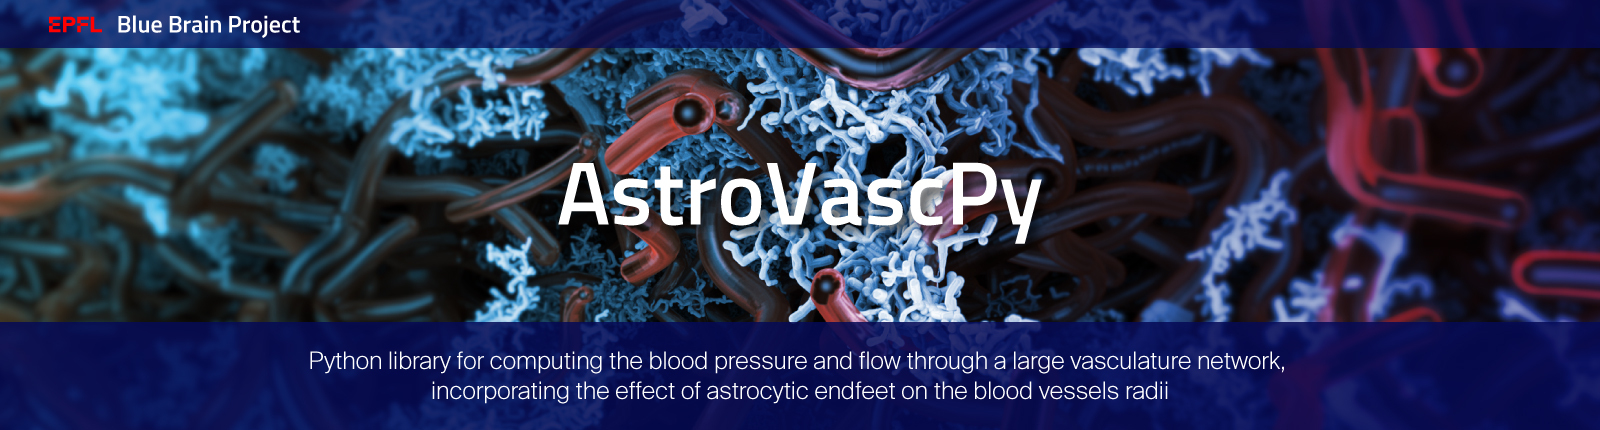 EPFL Blue Brain Project
AstroVascPy
Python library for computing the blood pressure and flow through a large vasculature network,
incorporating the effect of astrocytic endfeet on the blood vessels radii